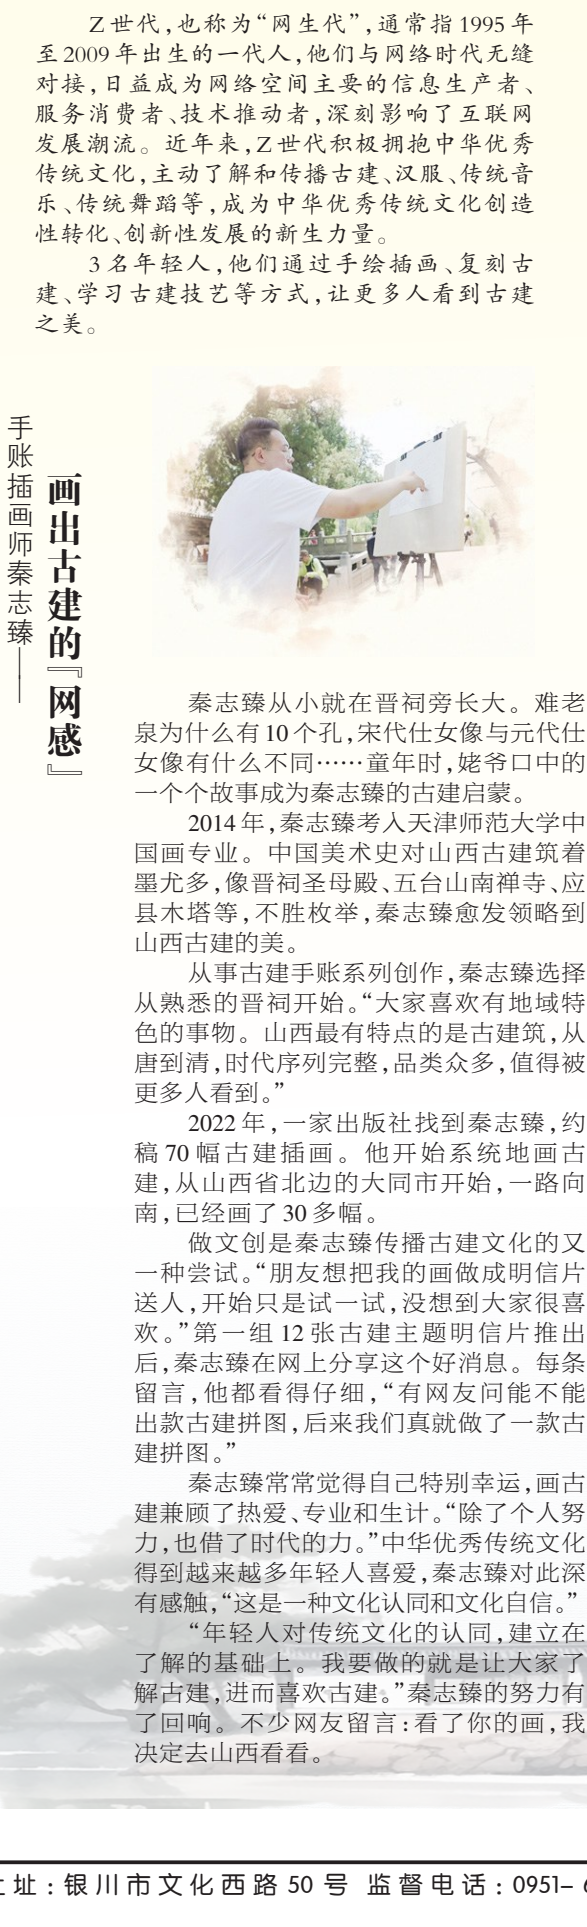 Z世代，也称为“网生代”，通常指1995年
至2009年出生的一代人，他们与网络时代无缝
对接，日益成为网络空间主要的信息生产者、
服务消费者、技术推动者，深刻影响了互联网
发展潮流。近年来，Z世代积极拥抱中华优秀
传统文化，主动了解和传播古建、汉服、传统音
乐、传统舞蹈等，成为中华优秀传统文化创造
性转化、创新性发展的新生力量。
3名年轻人，他们通过手绘插画、复刻古
建、学习古建技艺等方式，让更多人看到古建
之美。
手账插画师秦志臻——
画出古建的『网感』
秦志臻从小就在晋祠旁长大。难老
泉为什么有10个孔，宋代仕女像与元代仕
女像有什么不同……童年时，姥爷口中的
一个个故事成为秦志臻的古建启蒙。
2014年，秦志臻考入天津师范大学中
国画专业。中国美术史对山西古建筑着
墨尤多，像晋祠圣母殿、五台山南禅寺、应
县木塔等，不胜枚举，秦志臻愈发领略到
山西古建的美。
从事古建手账系列创作，秦志臻选择
从熟悉的晋祠开始。“大家喜欢有地域特
色的事物。山西最有特点的是古建筑，从
唐到清，时代序列完整，品类众多，值得被
更多人看到。”
2022年，一家出版社找到秦志臻，约
稿70幅古建插画。他开始系统地画古
建，从山西省北边的大同市开始，一路向
南，已经画了30多幅。
做文创是秦志臻传播古建文化的又
一种尝试。“朋友想把我的画做成明信片
送人，开始只是试一试，没想到大家很喜
欢。”第一组12张古建主题明信片推出
后，秦志臻在网上分享这个好消息。每条
留言，他都看得仔细，“有网友问能不能
出款古建拼图，后来我们真就做了一款古
建拼图。”
秦志臻常常觉得自己特别幸运，画古
建兼顾了热爱、专业和生计。“除了个人努
力，也借了时代的力。”中华优秀传统文化
得到越来越多年轻人喜爱，秦志臻对此深
有感触，“这是一种文化认同和文化自信。”
“年轻人对传统文化的认同，建立在
了解的基础上。我要做的就是让大家了
解古建，进而喜欢古建。”秦志臻的努力有
了回响。不少网友留言：看了你的画，我
决定去山西看看。
址：银川市文化西路50号 监督电话：0951-